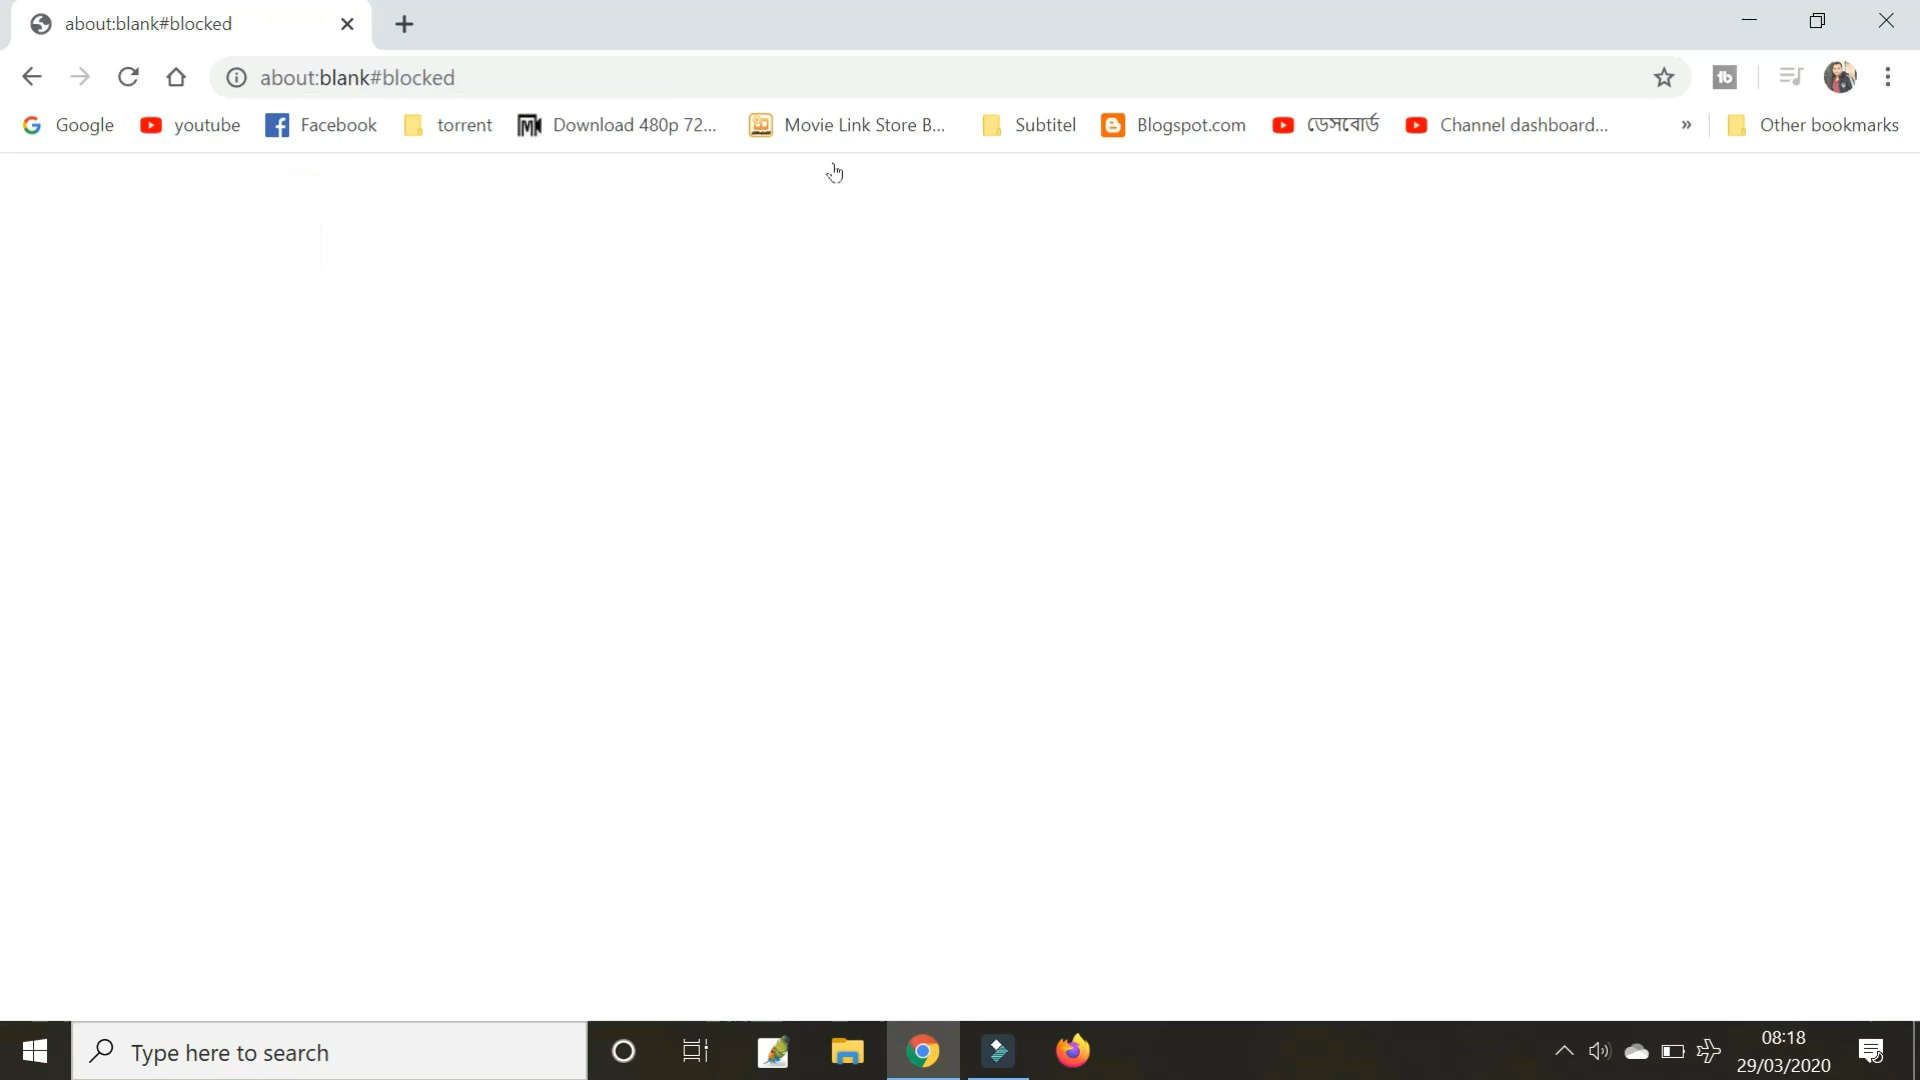 about:blank#blocked
about:blank#blocked
Google youtube Facebook torrent Download 480p 72... Movie Link Store B... Subtitel Blogspot.com ডেসবোর্ড Channel dashboard... » Other bookmarks
Type here to search
08:18
29/03/2020